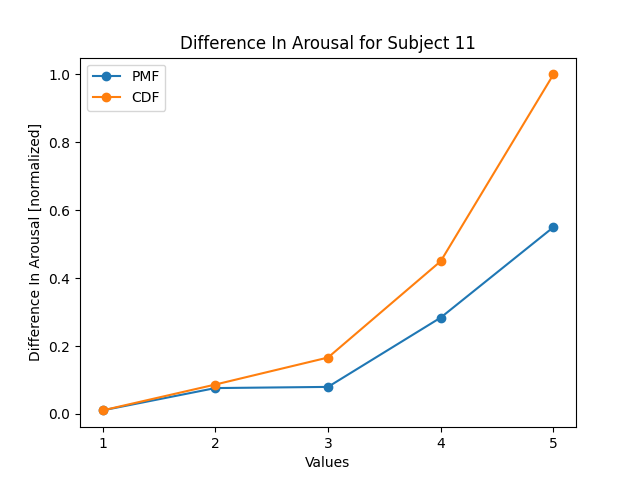 Difference In Arousal for Subject 11
PMF
CDF
Difference In Arousal [normalized]
1.0
0.8
0.6
0.4
0.2
0.0
1 2 3 4 5
Values